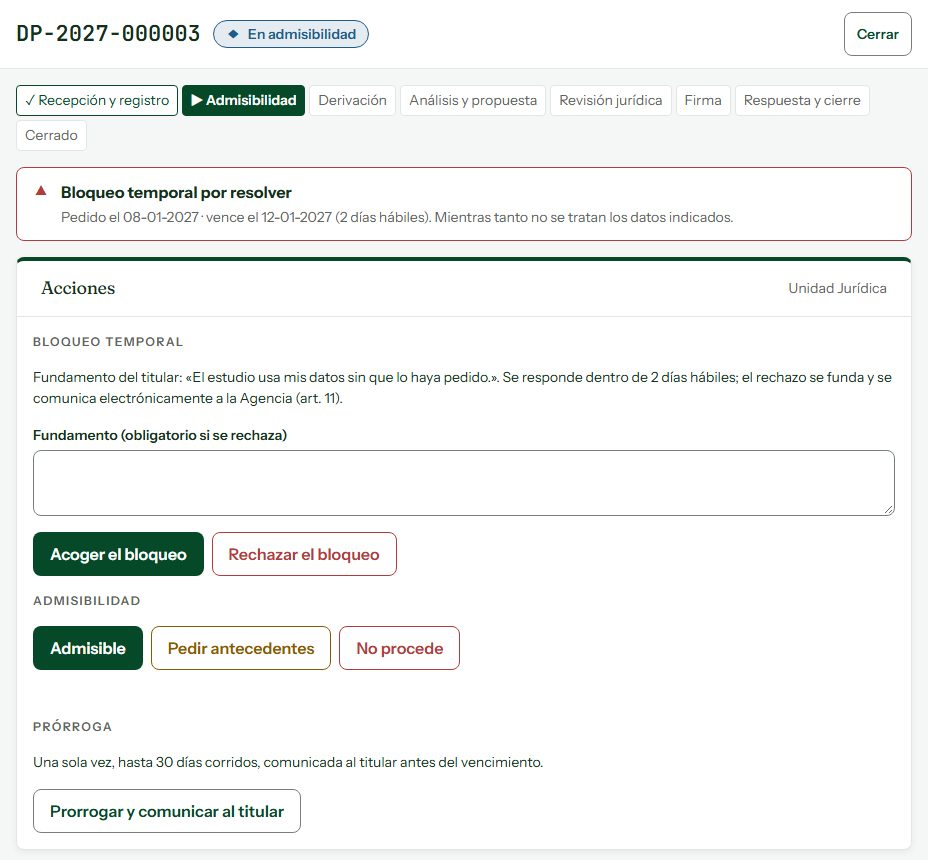 DP-2027-000003
◆ En admisibilidad
Cerrar
✓ Recepción y registro
▶ Admisibilidad
Derivación
Análisis y propuesta
Revisión jurídica
Firma
Respuesta y cierre
Cerrado
▲ Bloqueo temporal por resolver
Pedido el 08-01-2027 · vence el 12-01-2027 (2 días hábiles). Mientras tanto no se tratan los datos indicados.
Acciones
Unidad Jurídica
BLOQUEO TEMPORAL
Fundamento del titular: «El estudio usa mis datos sin que lo haya pedido.». Se responde dentro de 2 días hábiles; el rechazo se funda y se
comunica electrónicamente a la Agencia (art. 11).
Fundamento (obligatorio si se rechaza)
Acoger el bloqueo
Rechazar el bloqueo
ADMISIBILIDAD
Admisible
Pedir antecedentes
No procede
PRÓRROGA
Una sola vez, hasta 30 días corridos, comunicada al titular antes del vencimiento.
Prorrogar y comunicar al titular